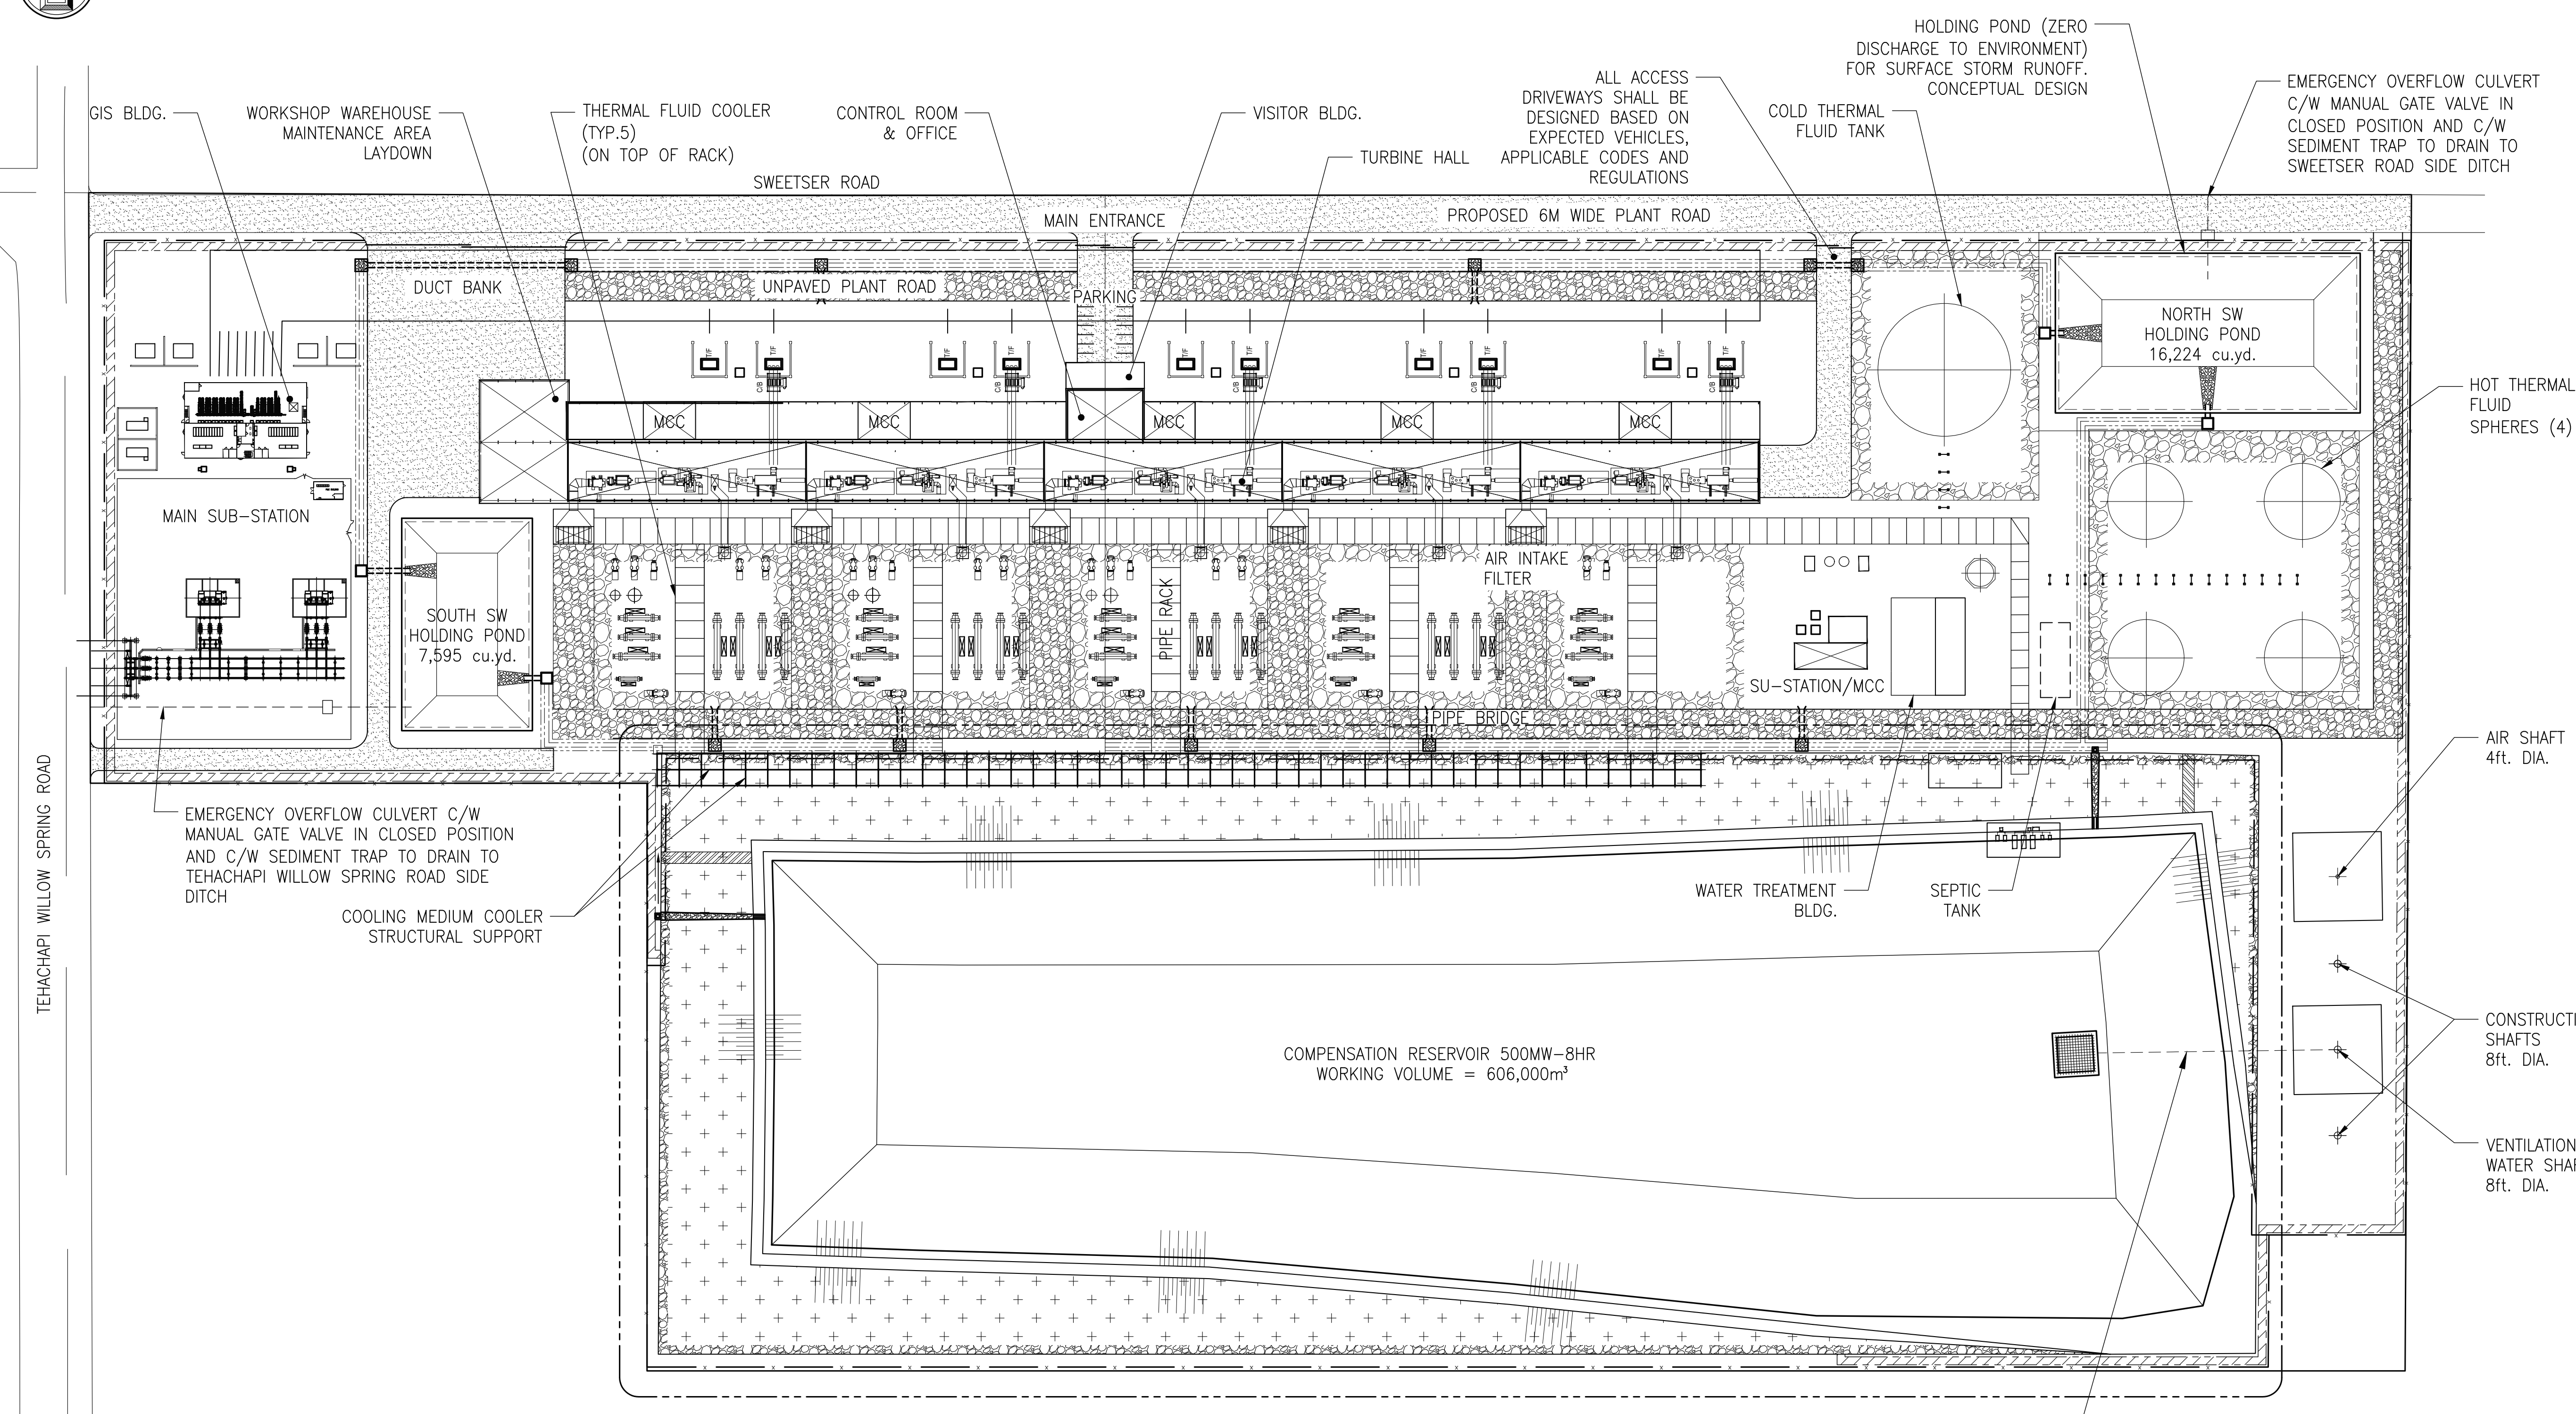 HOLDING POND (ZERO
DISCHARGE TO ENVIRONMENT)
FOR SURFACE STORM RUNOFF.
CONCEPTUAL DESIGN
EMERGENCY OVERFLOW CULVERT
C/W MANUAL GATE VALVE IN
CLOSED POSITION AND C/W
SEDIMENT TRAP TO DRAIN TO
SWEETSER ROAD SIDE DITCH
ALL ACCESS
DRIVEWAYS SHALL BE
DESIGNED BASED ON
EXPECTED VEHICLES,
APPLICABLE CODES AND
REGULATIONS
COLD THERMAL
FLUID TANK
GIS BLDG.
WORKSHOP WAREHOUSE
MAINTENANCE AREA
LAYDOWN
THERMAL FLUID COOLER
(TYP.5)
(ON TOP OF RACK)
CONTROL ROOM
& OFFICE
VISITOR BLDG.
TURBINE HALL
SWEETSER ROAD
MAIN ENTRANCE
PROPOSED 6M WIDE PLANT ROAD
DUCT BANK
UNPAVED PLANT ROAD
PARKING
NORTH SW
HOLDING POND
16,224 cu.yd.
T/F
T/F
T/F
T/F
T/F
T/F
T/F
T/F
T/F
T/F
C/B
C/B
C/B
C/B
C/B
HOT THERMAL
FLUID
SPHERES (4)
MCC
MCC
MCC
MCC
MCC
MAIN SUB-STATION
AIR INTAKE
FILTER
PIPE RACK
SOUTH SW
HOLDING POND
7,595 cu.yd.
SU-STATION/MCC
PIPE BRIDGE
AIR SHAFT
4ft. DIA.
TEHACHAPI WILLOW SPRING ROAD
EMERGENCY OVERFLOW CULVERT C/W
MANUAL GATE VALVE IN CLOSED POSITION
AND C/W SEDIMENT TRAP TO DRAIN TO
TEHACHAPI WILLOW SPRING ROAD SIDE
DITCH
COOLING MEDIUM COOLER
STRUCTURAL SUPPORT
WATER TREATMENT
BLDG.
SEPTIC
TANK
COMPENSATION RESERVOIR 500MW-8HR
WORKING VOLUME = 606,000m³
CONSTRUCTI
SHAFTS
8ft. DIA.
VENTILATION
WATER SHA
8ft. DIA.